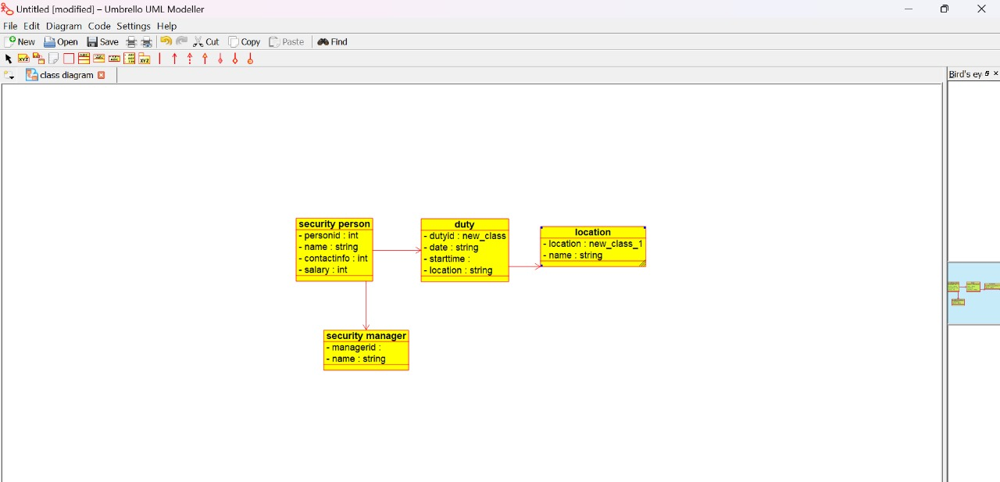 Untitled [modified] – Umbrello UML Modeller
File Edit Diagram Code Settings Help
New Open Save Cut Copy Paste Find
class diagram
Bird's ey
security person
- personid : int
- name : string
- contactinfo : int
- salary : int
duty
- dutyid : new_class
- date : string
- starttime :
- location : string
location
- location : new_class_1
- name : string
security manager
- managerid :
- name : string